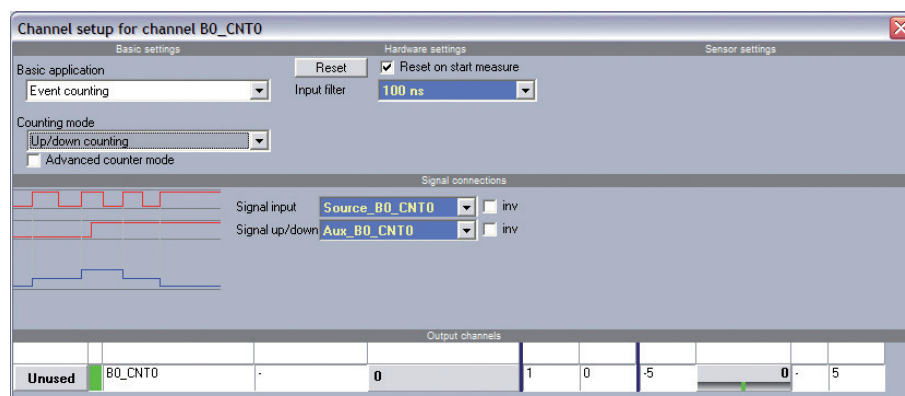 Channel setup for channel B0_CNT0
Basic settings
Hardware settings
Sensor settings
Basic application
Reset
Reset on start measure
Event counting
Input filter
100 ns
Counting mode
Up/down counting
Advanced counter mode
Signal connections
Signal input
Source_B0_CNT0
inv
Signal up/down
Aux_B0_CNT0
inv
Output channels
Unused
B0_CNT0
-
0
1
0
-5
0
-
5